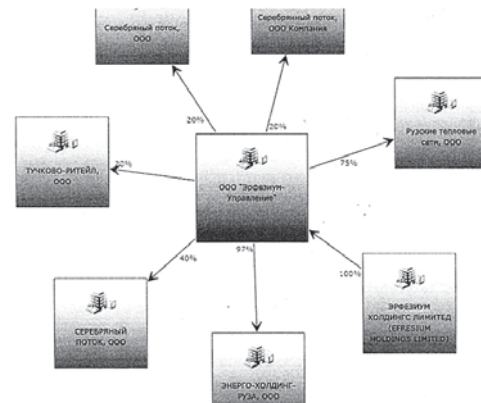 Серебряный поток,
ООО
Серебрянный поток,
ООО Компания
20%
20%
ТУЧКОВО-РИТЕЙЛ,
ООО
20%
ООО "Эрфезиум-
Управление"
75%
Рузские тепловые
сети, ООО
40%
97%
100%
СЕРЕБРЯНЫЙ
ПОТОК, ООО
ЭНЕРГО-ХОЛДИНГ-
РУЗА, ООО
ЭРФЕЗИУМ
ХОЛДИНГС ЛИМИТЕД
(EFRESIUM
HOLDINGS LIMITED)